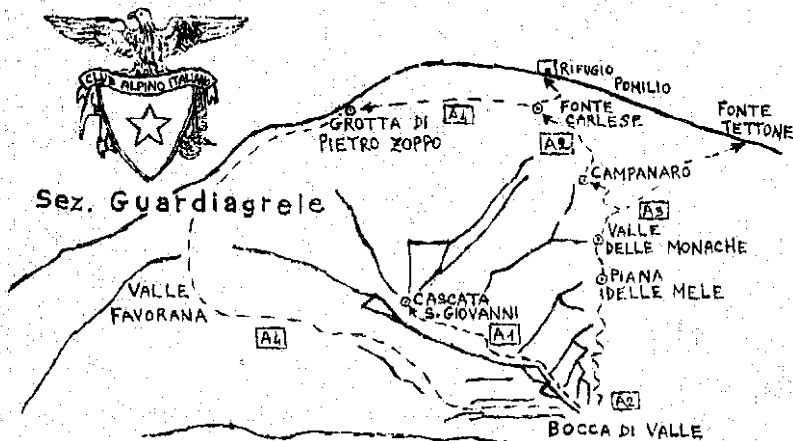 CLUB ALPINO ITALIANO
Sez. Guardiagrele
RIFUGIO
POMILIO
FONTE
TETTONE
FONTE
CARLESP.
A4
GROTTA DI
PIETRO ZOPPO
A2
CAMPANARO
A3
VALLE
DELLE MONACHE
PIANA
DELLE MELE
VALLE
FAVORANA
CASCATA
S. GIOVANNI
A4
A1
A2
BOCCA DI VALLE